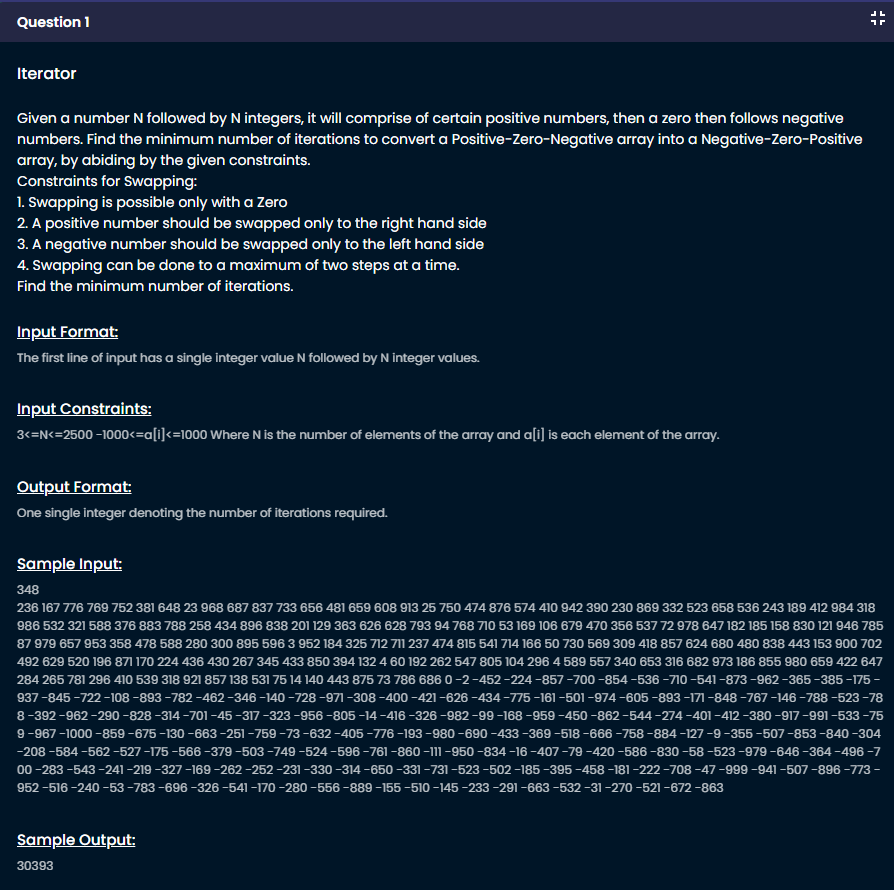 Question 1
Iterator
Given a number N followed by N integers, it will comprise of certain positive numbers, then a zero then follows negative
numbers. Find the minimum number of iterations to convert a Positive-Zero-Negative array into a Negative-Zero-Positive
array, by abiding by the given constraints.
Constraints for Swapping:
1. Swapping is possible only with a Zero
2. A positive number should be swapped only to the right hand side
3. A negative number should be swapped only to the left hand side
4. Swapping can be done to a maximum of two steps at a time.
Find the minimum number of iterations.
Input Format:
The first line of input has a single integer value N followed by N integer values.
Input Constraints:
3<=N<=2500 -1000<=a[i]<=1000 Where N is the number of elements of the array and a[i] is each element of the array.
Output Format:
One single integer denoting the number of iterations required.
Sample Input:
348
236 167 776 769 752 381 648 23 968 687 837 733 656 481 659 608 913 25 750 474 876 574 410 942 390 230 869 332 523 658 536 243 189 412 984 318
986 532 321 588 376 883 788 258 434 896 838 201 129 363 626 628 793 94 768 710 53 169 106 679 470 356 537 72 978 647 182 185 158 830 121 946 785
87 979 657 953 358 478 588 280 300 895 596 3 952 184 325 712 711 237 474 815 541 714 166 50 730 569 309 418 857 624 680 480 838 443 153 900 702
492 629 520 196 871 170 224 436 430 267 345 433 850 394 132 4 60 192 262 547 805 104 296 4 589 557 340 653 316 682 973 186 855 980 659 422 647
284 265 781 296 410 539 318 921 857 138 531 75 14 140 443 875 73 786 686 0 -2 -452 -224 -857 -700 -854 -536 -710 -541 -873 -962 -365 -385 -175 -
937 -845 -722 -108 -893 -782 -462 -346 -140 -728 -971 -308 -400 -421 -626 -434 -775 -161 -501 -974 -605 -893 -171 -848 -767 -146 -788 -523 -78
8 -392 -962 -290 -828 -314 -701 -45 -317 -323 -956 -805 -14 -416 -326 -982 -99 -168 -959 -450 -862 -544 -274 -401 -412 -380 -917 -991 -533 -75
9 -967 -1000 -859 -675 -130 -663 -251 -759 -73 -632 -405 -776 -193 -980 -690 -433 -369 -518 -666 -758 -884 -127 -9 -355 -507 -853 -840 -304
-208 -584 -562 -527 -175 -566 -379 -503 -749 -524 -596 -761 -860 -111 -950 -834 -16 -407 -79 -420 -586 -830 -58 -523 -979 -646 -364 -496 -7
00 -283 -543 -241 -219 -327 -169 -262 -252 -231 -330 -314 -650 -331 -731 -523 -502 -185 -395 -458 -181 -222 -708 -47 -999 -941 -507 -896 -773 -
952 -516 -240 -53 -783 -696 -326 -541 -170 -280 -556 -889 -155 -510 -145 -233 -291 -663 -532 -31 -270 -521 -672 -863
Sample Output:
30393